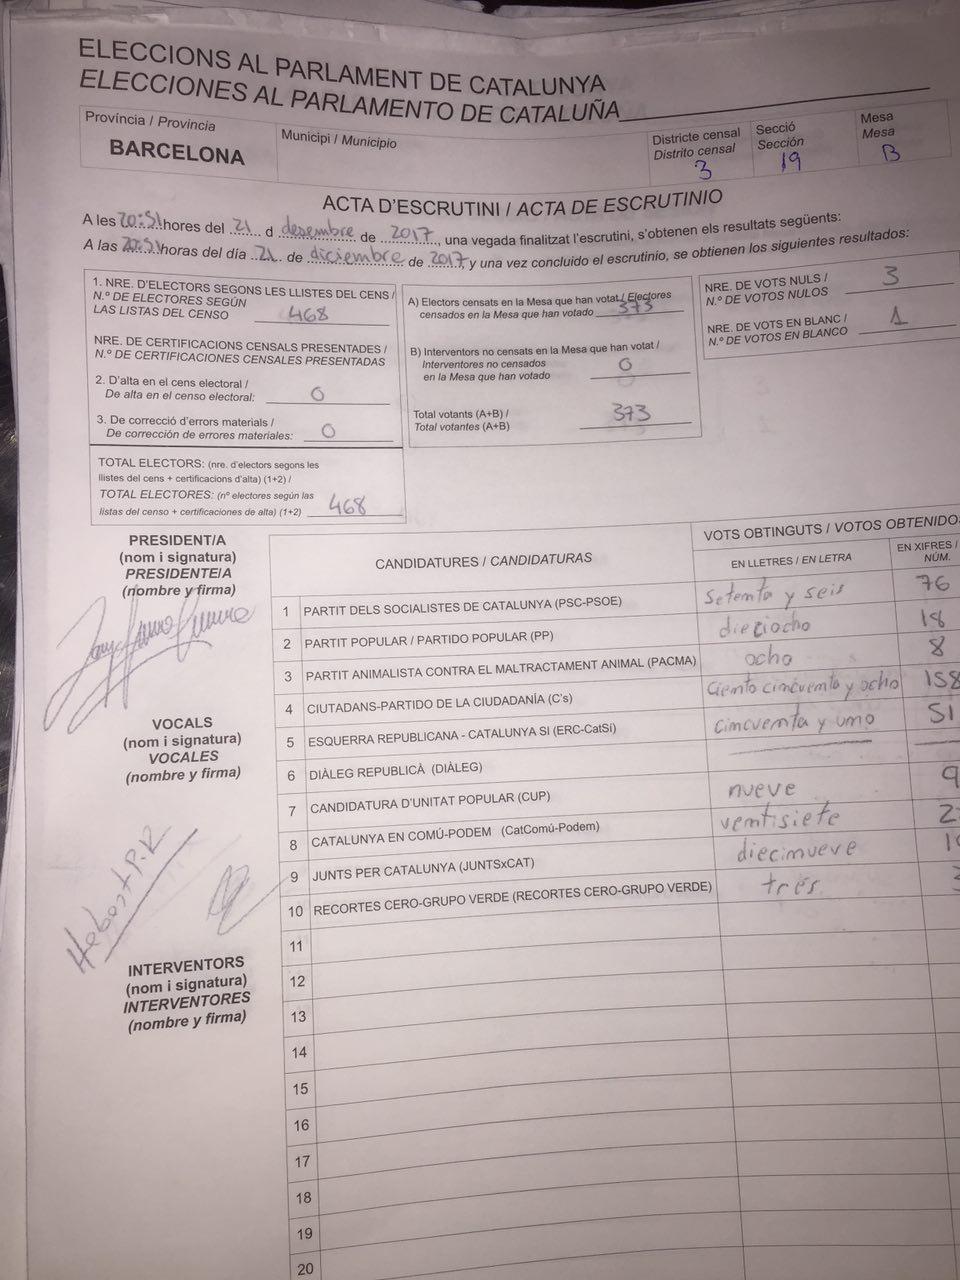 ELECCIONS AL PARLAMENT DE CATALUNYA
ELECCIONES AL PARLAMENTO DE CATALUÑA
Província / Provincia
BARCELONA
Municipi / Municipio
Districte censal
Distrito censal
3
Secció
Sección
19
Mesa
Mesa
B
ACTA D'ESCRUTINI / ACTA DE ESCRUTINIO
A les 20:51 hores del 21 d desembre de 2017, una vegada finalitzat l'escrutini, s'obtenen els resultats següents:
A las 20:51 horas del día 21 de diciembre de 2017, y una vez concluido el escrutinio, se obtienen los siguientes resultados:
1. NRE. D'ELECTORS SEGONS LES LLISTES DEL CENS /
N.º DE ELECTORES SEGÚN
LAS LISTAS DEL CENSO 468
NRE. DE CERTIFICACIONS CENSALS PRESENTADES /
N.º DE CERTIFICACIONES CENSALES PRESENTADAS
2. D'alta en el cens electoral /
De alta en el censo electoral: 0
3. De correcció d'errors materials /
De corrección de errores materiales: 0
TOTAL ELECTORS: (nre. d'electors segons les
llistes del cens + certificacions d'alta) (1+2) /
TOTAL ELECTORES: (nº electores según las
listas del censo + certificaciones de alta) (1+2) 468
A) Electors censats en la Mesa que han votat / Electores
censados en la Mesa que han votado 373
B) Interventors no censats en la Mesa que han votat /
Interventores no censados
en la Mesa que han votado 0
Total votants (A+B) /
Total votantes (A+B) 373
NRE. DE VOTS NULS /
N.º DE VOTOS NULOS 3
NRE. DE VOTS EN BLANC /
N.º DE VOTOS EN BLANCO 1
PRESIDENT/A
(nom i signatura)
PRESIDENTE/A
(nombre y firma)
VOCALS
(nom i signatura)
VOCALES
(nombre y firma)
INTERVENTORS
(nom i signatura)
INTERVENTORES
(nombre y firma)
CANDIDATURES / CANDIDATURAS
VOTS OBTINGUTS / VOTOS OBTENIDOS
EN LLETRES / EN LETRA
EN XIFRES /
NÚM.
1 PARTIT DELS SOCIALISTES DE CATALUNYA (PSC-PSOE) Setenta y seis 76
2 PARTIT POPULAR / PARTIDO POPULAR (PP) dieciocho 18
3 PARTIT ANIMALISTA CONTRA EL MALTRACTAMENT ANIMAL (PACMA) ocho 8
4 CIUTADANS-PARTIDO DE LA CIUDADANÍA (C's) Ciento cincuenta y ocho 158
5 ESQUERRA REPUBLICANA - CATALUNYA SI (ERC-CatSi) cincuenta y uno 51
6 DIÀLEG REPUBLICÀ (DIÀLEG)
7 CANDIDATURA D'UNITAT POPULAR (CUP) nueve 9
8 CATALUNYA EN COMÚ-PODEM (CatComú-Podem) ventisiete 2
9 JUNTS PER CATALUNYA (JUNTSxCAT) diecinueve 1
10 RECORTES CERO-GRUPO VERDE (RECORTES CERO-GRUPO VERDE) tres
11
12
13
14
15
16
17
18
19
20